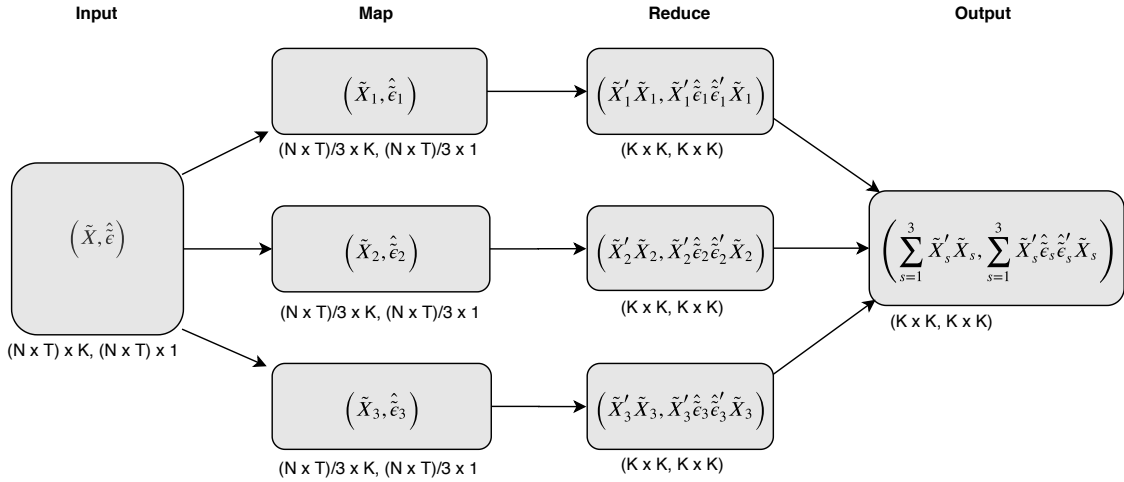 Input Map Reduce Output
(X̃, ε̃̂)
(N x T) x K, (N x T) x 1
(X̃₁, ε̃̂₁)
(N x T)/3 x K, (N x T)/3 x 1
(X̃₂, ε̃̂₂)
(N x T)/3 x K, (N x T)/3 x 1
(X̃₃, ε̃̂₃)
(N x T)/3 x K, (N x T)/3 x 1
(X̃₁′X̃₁, X̃₁′ε̃̂₁ε̃̂₁′X̃₁)
(K x K, K x K)
(X̃₂′X̃₂, X̃₂′ε̃̂₂ε̃̂₂′X̃₂)
(K x K, K x K)
(X̃₃′X̃₃, X̃₃′ε̃̂₃ε̃̂₃′X̃₃)
(K x K, K x K)
(∑_{s=1}^{3} X̃ₛ′X̃ₛ, ∑_{s=1}^{3} X̃ₛ′ε̃̂ₛε̃̂ₛ′X̃ₛ)
(K x K, K x K)